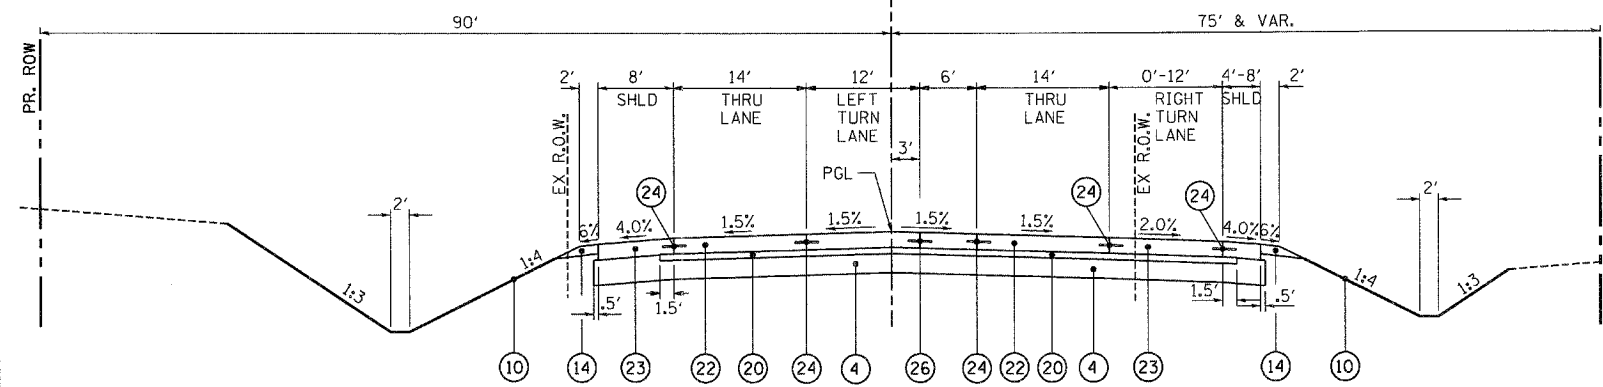 90'
75' & VAR.
PR. ROW
2'
8'
14'
12'
6'
14'
0'-12'
4'-8'
2'
SHLD
THRU
LANE
LEFT
TURN
LANE
THRU
LANE
RIGHT
TURN
LANE
SHLD
EX R.O.W.
EX R.O.W.
3'
PGL
24
24
24
2'
2'
6%
4.0%
1.5%
1.5%
1.5%
1.5%
2.0%
4.0%
6%
1:3
1:4
1:4
1:3
.5'
1.5'
1.5'
.5'
10
14
23
22
20
24
4
26
24
22
20
4
23
14
10